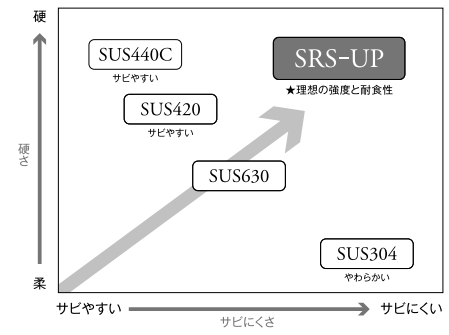 硬
SUS440C
サビやすい
SRS-UP
★理想の強度と耐食性
SUS420
サビやすい
硬さ
SUS630
SUS304
やわらかい
柔
サビやすい
サビにくい
サビにくさ